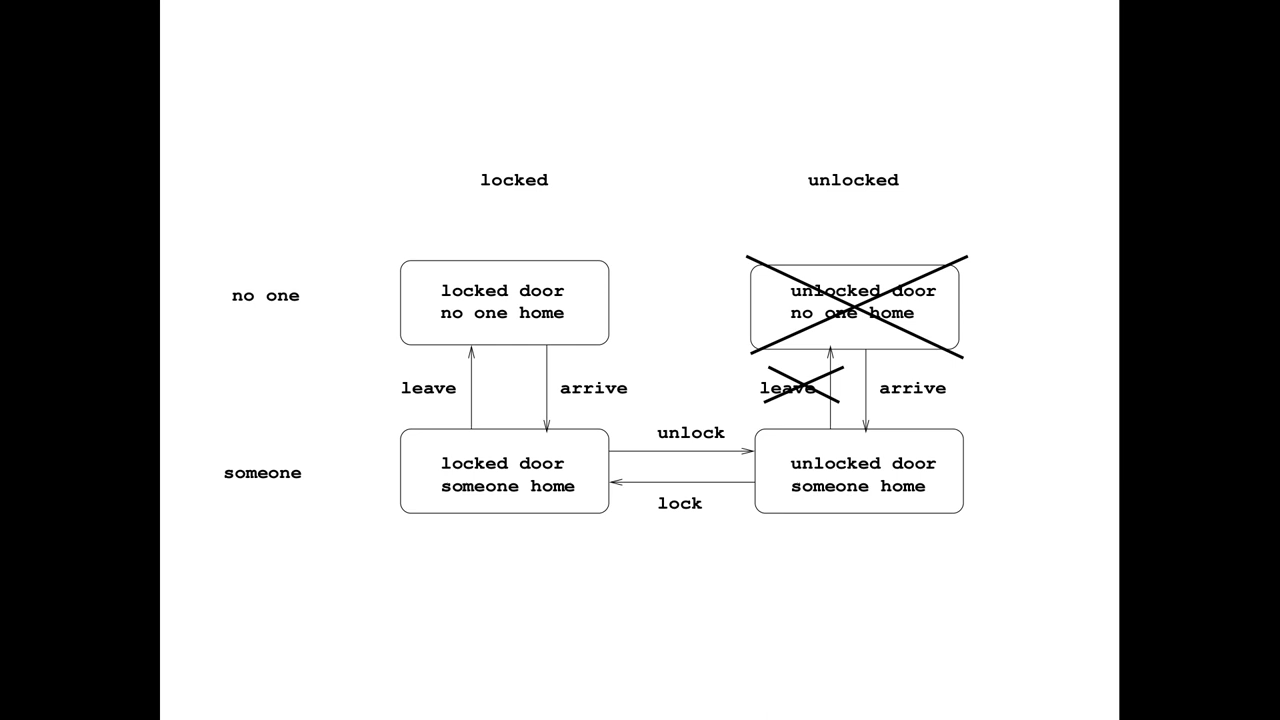 locked
unlocked
no one
locked door
no one home
unlocked door
no one home
leave
arrive
leave
arrive
unlock
someone
locked door
someone home
unlocked door
someone home
lock